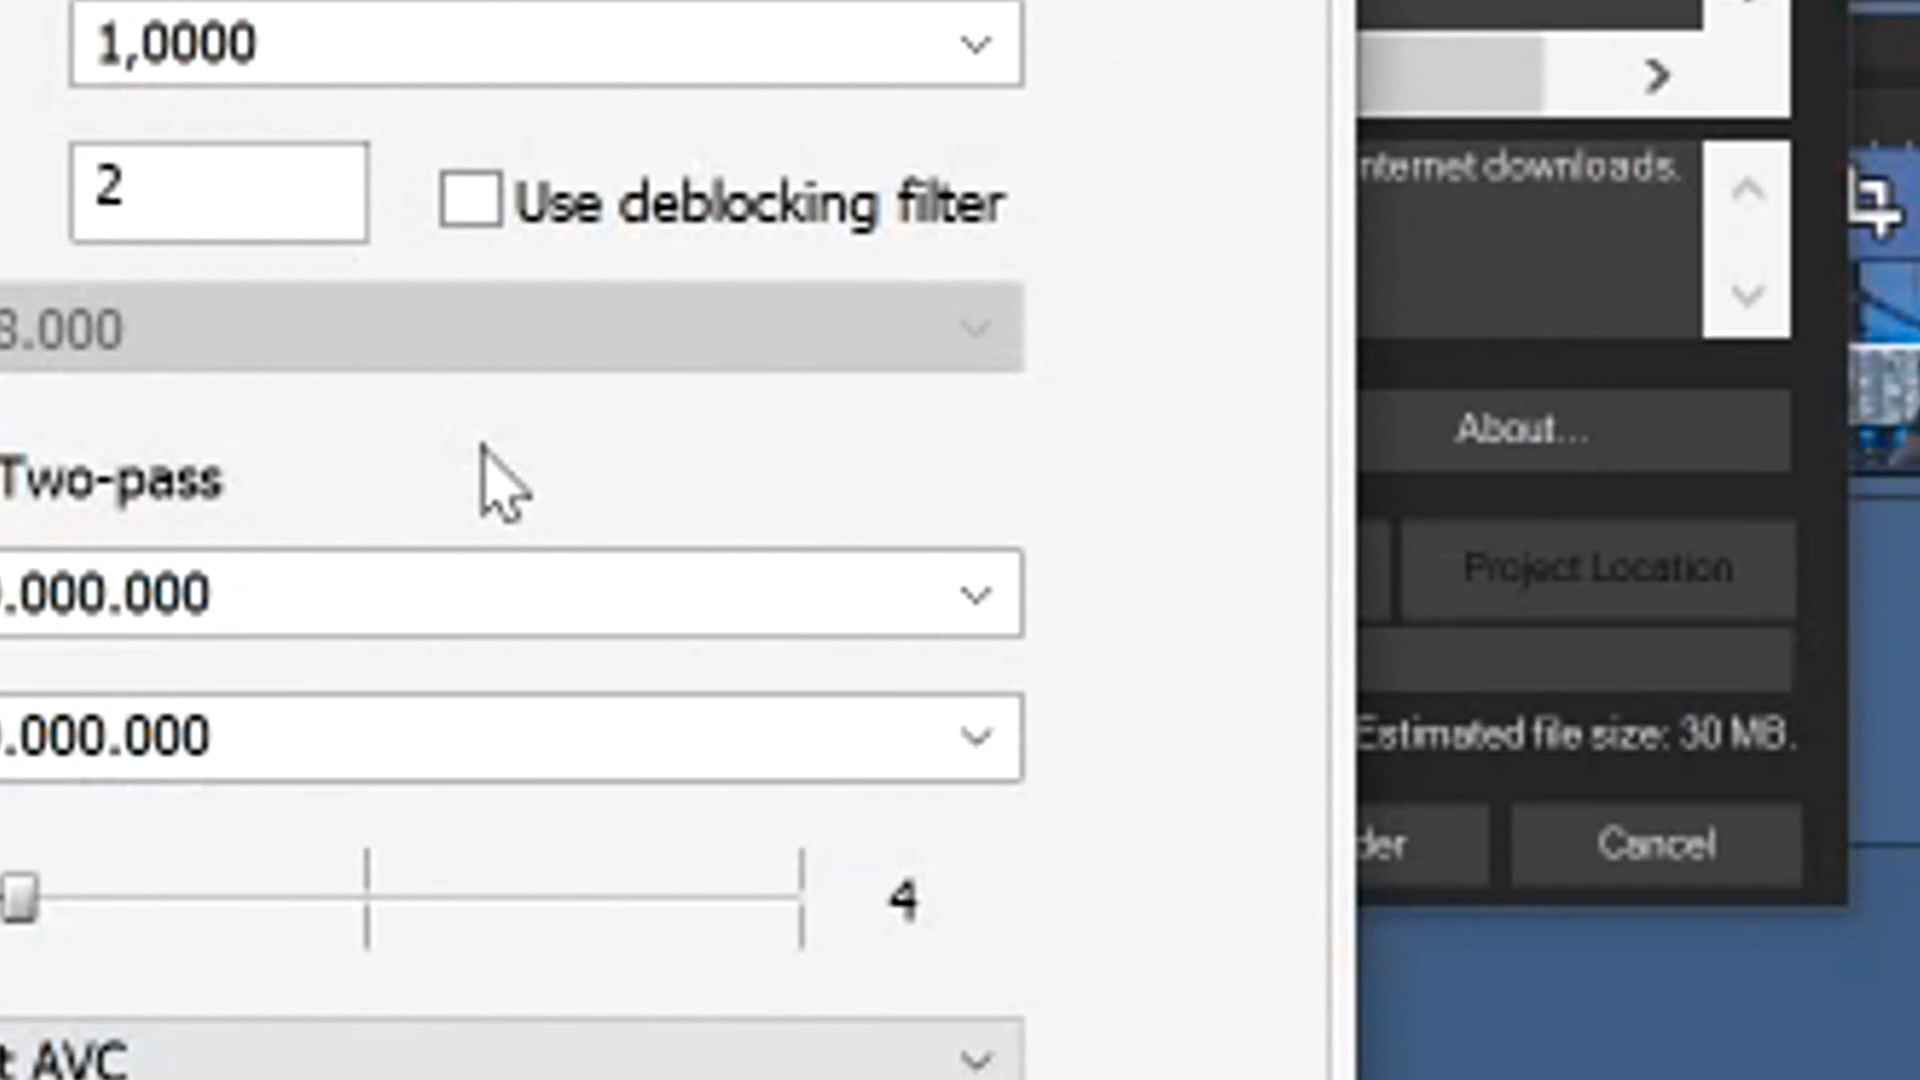 1,0000
2
Use deblocking filter
8.000
Two-pass
.000.000
.000.000
4
t AVC
nternet downloads.
About...
Project Location
Estimated file size: 30 MB.
der
Cancel